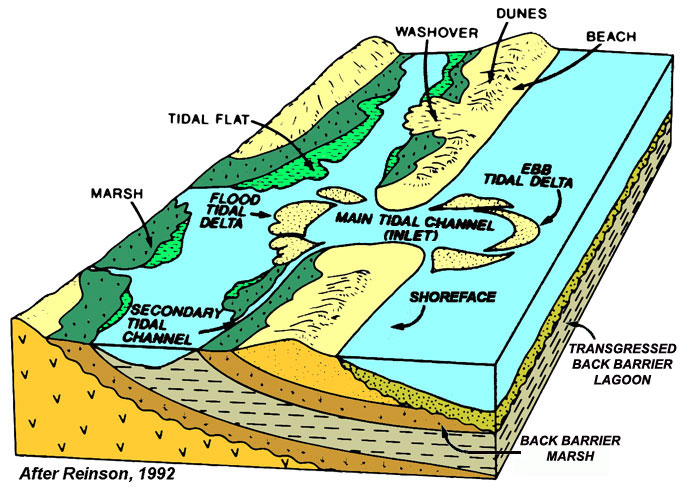 DUNES
WASHOVER
BEACH
TIDAL FLAT
MARSH
FLOOD
TIDAL
DELTA
EBB
TIDAL DELTA
MAIN TIDAL CHANNEL
(INLET)
SECONDARY
TIDAL
CHANNEL
SHOREFACE
TRANSGRESSED
BACK BARRIER
LAGOON
BACK BARRIER
MARSH
After Reinson, 1992